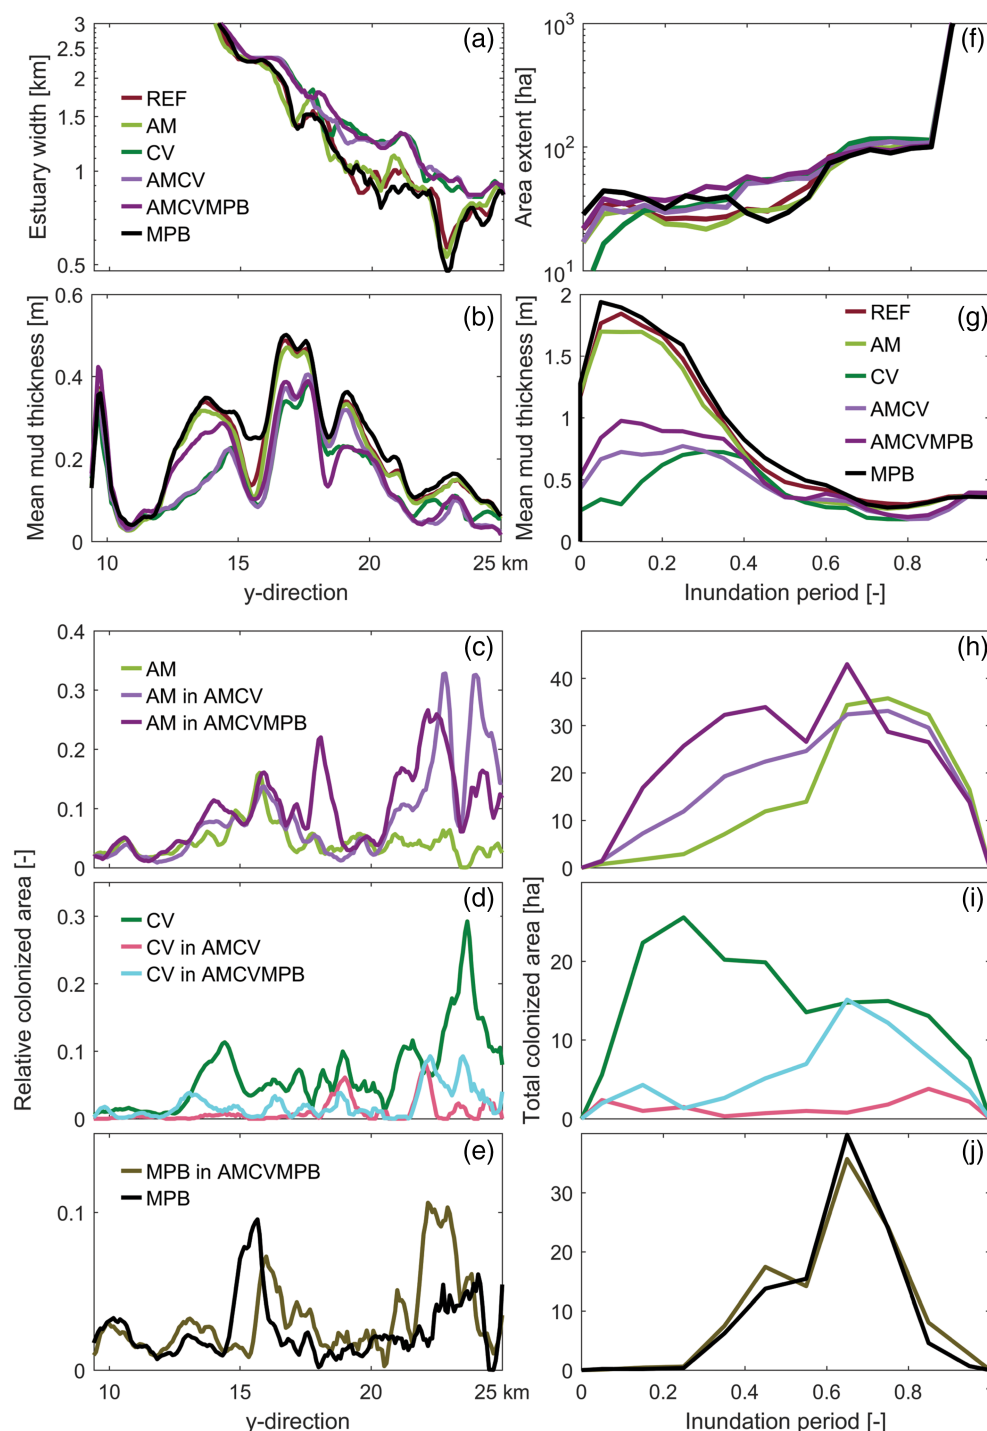 (a)
Estuary width [km]
3
2.5
2
1.5
1
0.5
REF
AM
CV
AMCV
AMCVMPB
MPB
(f)
Area extent [ha]
10³
10²
10¹
(b)
Mean mud thickness [m]
0.6
0.4
0.2
0
10
15
20
25 km
y-direction
(g)
Mean mud thickness [m]
2
1.5
1
0.5
0
REF
AM
CV
AMCV
AMCVMPB
MPB
0
0.2
0.4
0.6
0.8
1
Inundation period [-]
(c)
0.4
0.3
0.2
0.1
0
AM
AM in AMCV
AM in AMCVMPB
(h)
40
30
20
10
0
(d)
Relative colonized area [-]
0.3
0.2
0.1
0
CV
CV in AMCV
CV in AMCVMPB
(i)
Total colonized area [ha]
20
10
0
(e)
0.1
0
MPB in AMCVMPB
MPB
10
15
20
25 km
y-direction
(j)
30
20
10
0
0
0.2
0.4
0.6
0.8
1
Inundation period [-]